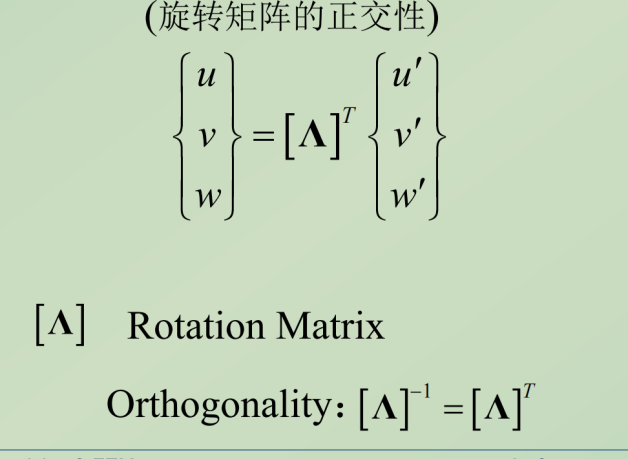 (旋转矩阵的正交性)
{u v w} = [Λ]^T {u′ v′ w′}
[Λ] Rotation Matrix
Orthogonality: [Λ]^-1 = [Λ]^T